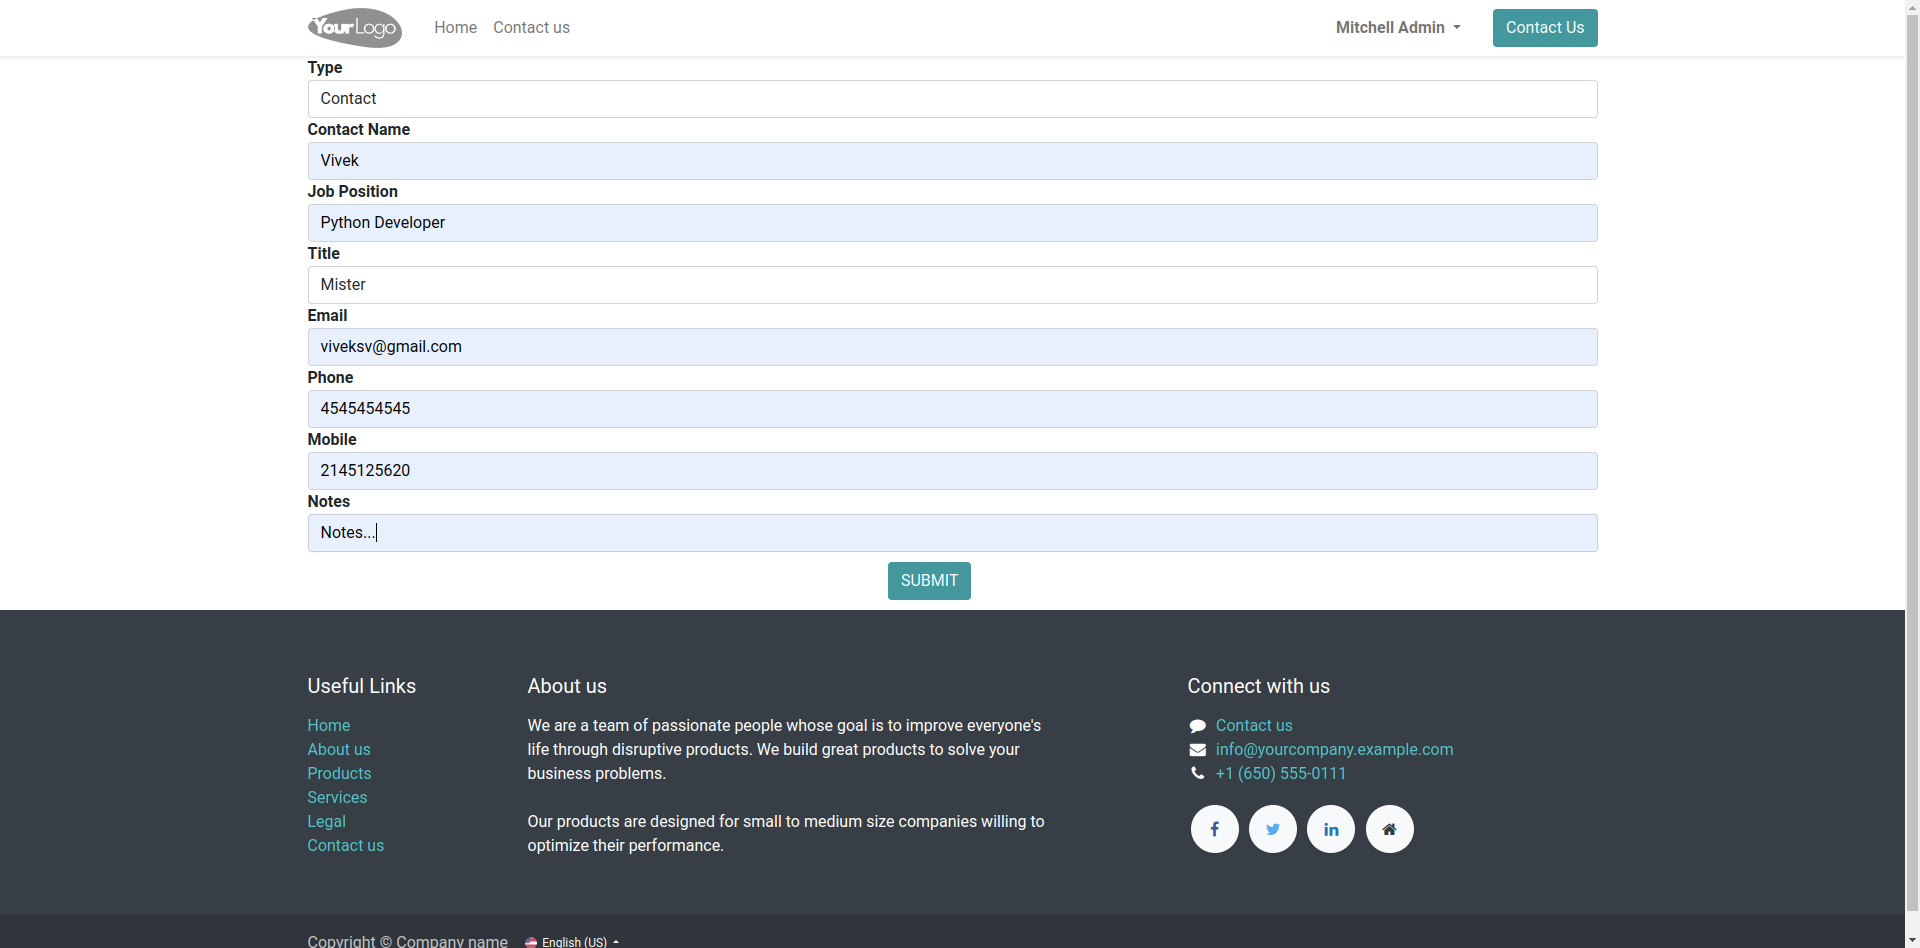 YourLogo Home Contact us Mitchell Admin Contact Us
Type
Contact
Contact Name
Vivek
Job Position
Python Developer
Title
Mister
Email
viveksv@gmail.com
Phone
4545454545
Mobile
2145125620
Notes
Notes...
SUBMIT
Useful Links
Home
About us
Products
Services
Legal
Contact us
About us
We are a team of passionate people whose goal is to improve everyone's
life through disruptive products. We build great products to solve your
business problems.
Our products are designed for small to medium size companies willing to
optimize their performance.
Connect with us
Contact us
info@yourcompany.example.com
+1 (650) 555-0111
Copyright © Company name English (US)